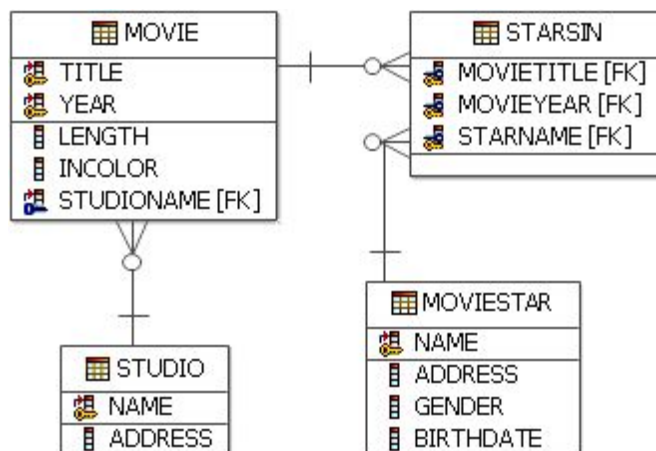 MOVIE
TITLE
YEAR
LENGTH
INCOLOR
STUDIONAME [FK]
STARSIN
MOVIETITLE [FK]
MOVIEYEAR [FK]
STARNAME [FK]
STUDIO
NAME
ADDRESS
MOVIESTAR
NAME
ADDRESS
GENDER
BIRTHDATE